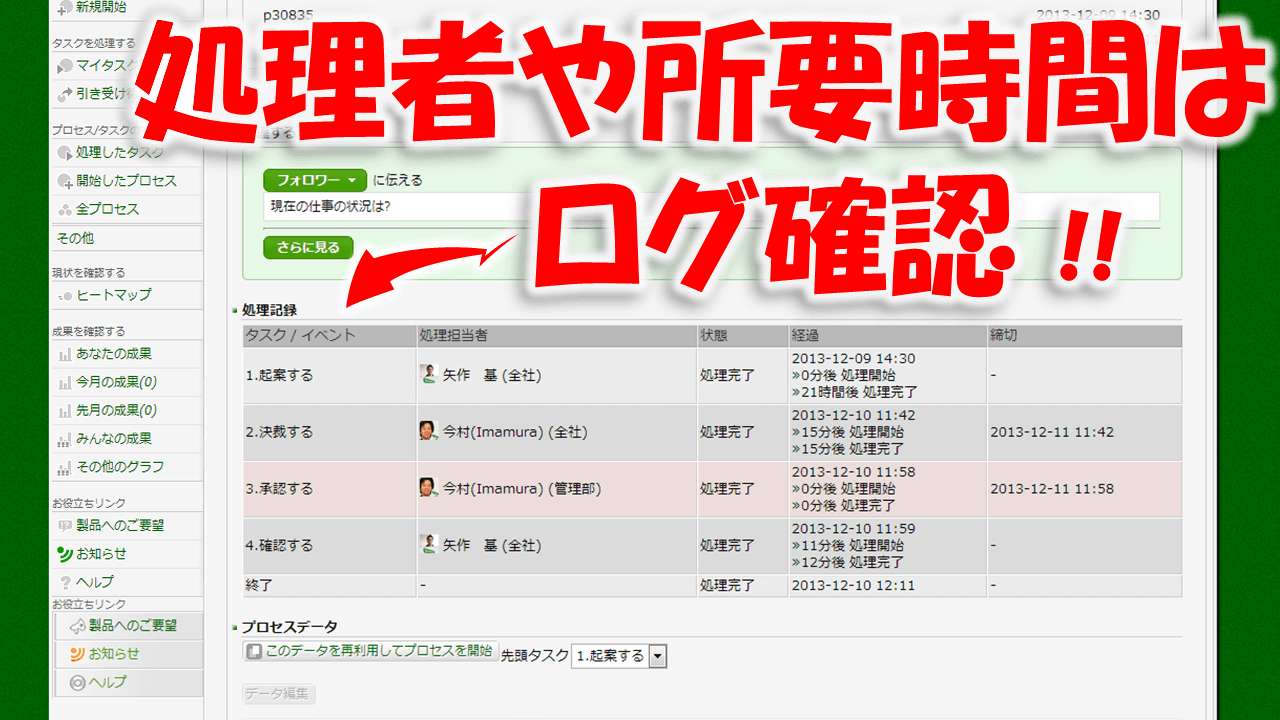 新規開始
p30835
2013-12-09 14:30
タスクを処理する
マイタスク
引き受け待
処理者や所要時間は
プロセス/タスクの
処理したタスク
する
開始したプロセス
全プロセス
その他
現状を確認する
ヒートマップ
成果を確認する
あなたの成果
今月の成果(0)
先月の成果(0)
みんなの成果
その他のグラフ
お役立ちリンク
製品へのご要望
お知らせ
ヘルプ
お役立ちリンク
製品へのご要望
お知らせ
ヘルプ
フォロワー に伝える
現在の仕事の状況は?
さらに見る
ログ確認!!
処理記録
タスク / イベント 処理担当者 状態 経過 締切
1.起案する 矢作 基 (全社) 処理完了 2013-12-09 14:30 -
»0分後 処理開始
»21時間後 処理完了
2.決裁する 今村(Imamura) (全社) 処理完了 2013-12-10 11:42 2013-12-11 11:42
»15分後 処理開始
»15分後 処理完了
3.承認する 今村(Imamura) (管理部) 処理完了 2013-12-10 11:58 2013-12-11 11:58
»0分後 処理開始
»0分後 処理完了
4.確認する 矢作 基 (全社) 処理完了 2013-12-10 11:59 -
»11分後 処理開始
»12分後 処理完了
終了 - 処理完了 2013-12-10 12:11 -
プロセスデータ
このデータを再利用してプロセスを開始 先頭タスク 1.起案する
データ編集